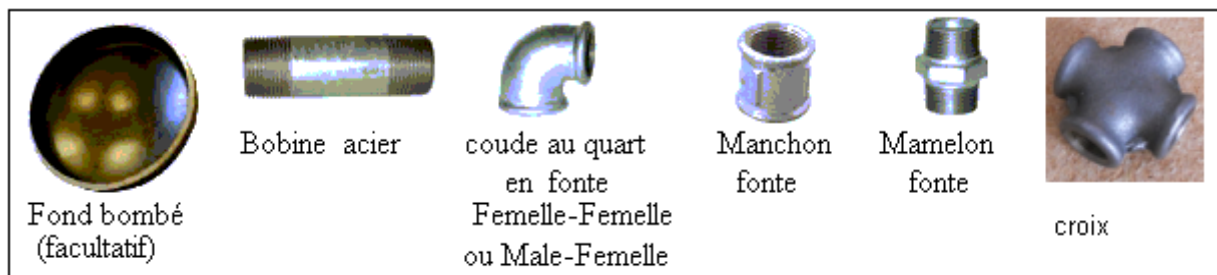 Fond bombé
(facultatif)
Bobine acier
coude au quart
en fonte
Femelle-Femelle
ou Male-Femelle
Manchon
fonte
Mamelon
fonte
croix